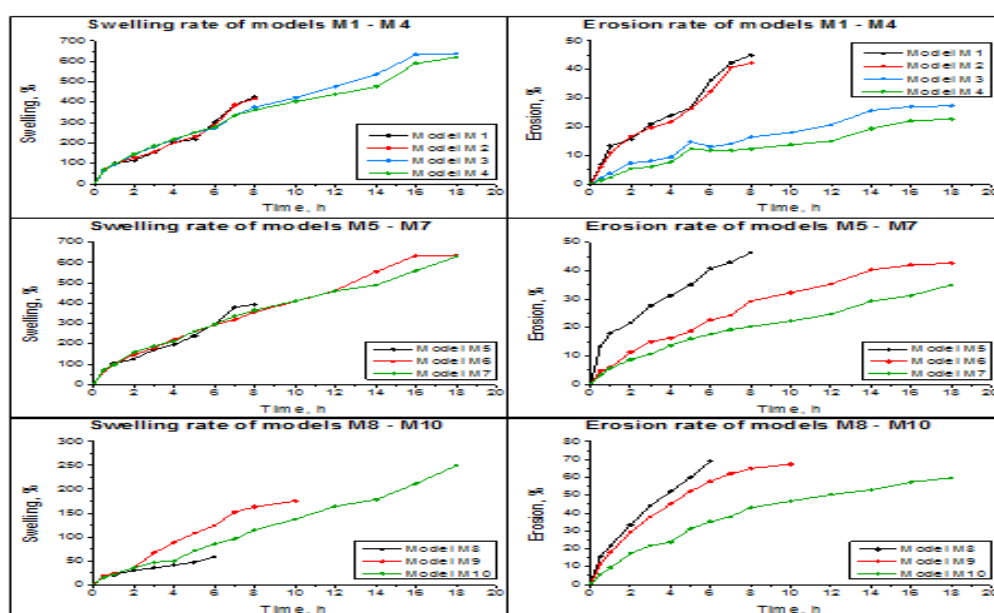 Swelling rate of models M1 - M4
700
600
500
400
300
200
100
0
Swelling, %
0 2 4 6 8 10 12 14 16 18 20
Time, h
Model M 1
Model M 2
Model M 3
Model M 4
Erosion rate of models M1 - M4
50
40
30
20
10
0
Erosion, %
0 2 4 6 8 10 12 14 16 18 20
Time, h
Model M 1
Model M 2
Model M 3
Model M 4
Swelling rate of models M5 - M7
700
600
500
400
300
200
100
0
Swelling, %
0 2 4 6 8 10 12 14 16 18 20
Time, h
Model M5
Model M6
Model M7
Erosion rate of models M5 - M7
50
40
30
20
10
0
Erosion, %
0 2 4 6 8 10 12 14 16 18 20
Time, h
Model M5
Model M6
Model M7
Swelling rate of models M8 - M10
300
250
200
150
100
50
0
Swelling, %
0 2 4 6 8 10 12 14 16 18 20
Time, h
Model M8
Model M9
Model M10
Erosion rate of models M8 - M10
80
70
60
50
40
30
20
10
0
Erosion, %
0 2 4 6 8 10 12 14 16 18 20
Time, h
Model M8
Model M9
Model M10